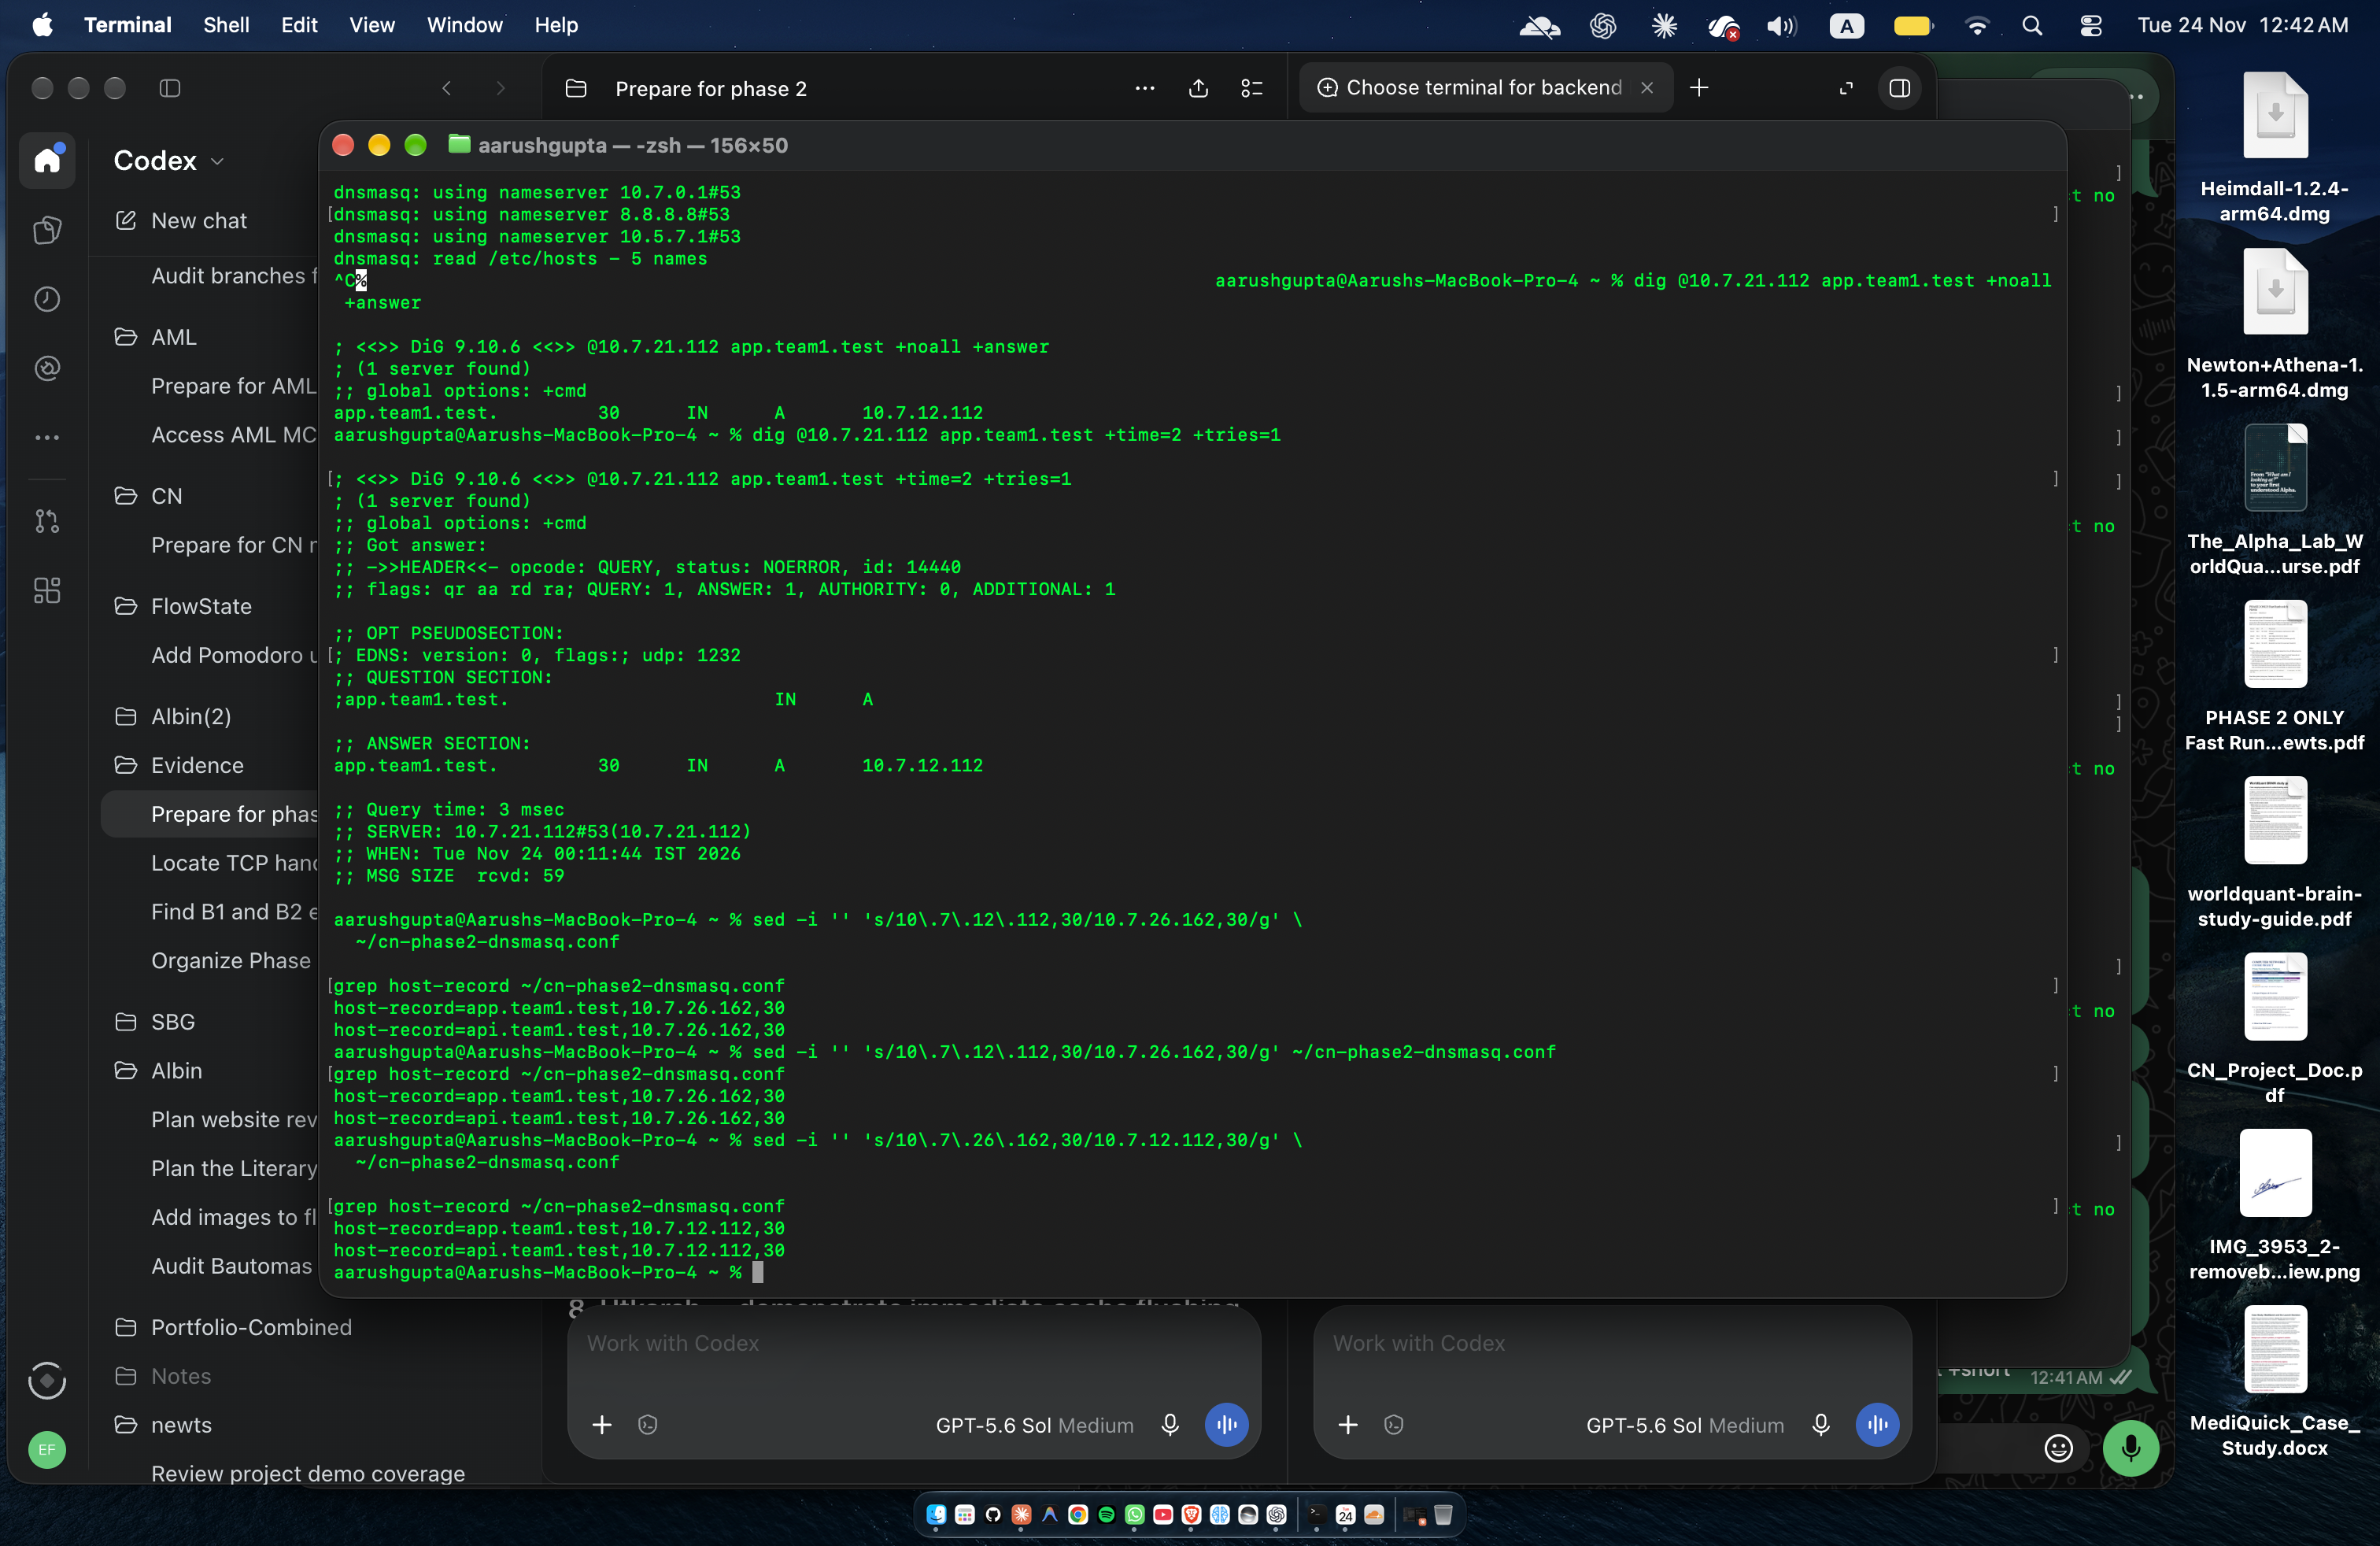 Terminal Shell Edit View Window Help
A
Tue 24 Nov 12:42 AM
Prepare for phase 2
Choose terminal for backend
Codex
New chat
Audit branches f
AML
Prepare for AML
Access AML MC
CN
Prepare for CN r
FlowState
Add Pomodoro u
Albin(2)
Evidence
Prepare for phas
Locate TCP hand
Find B1 and B2 e
Organize Phase
SBG
Albin
Plan website rev
Plan the Literary
Add images to fl
Audit Bautomas
Portfolio-Combined
Notes
newts
Review project demo coverage
EF
aarushgupta — -zsh — 156×50
dnsmasq: using nameserver 10.7.0.1#53
[dnsmasq: using nameserver 8.8.8.8#53 ]
dnsmasq: using nameserver 10.5.7.1#53
dnsmasq: read /etc/hosts - 5 names
^C% aarushgupta@Aarushs-MacBook-Pro-4 ~ % dig @10.7.21.112 app.team1.test +noall
+answer
; <<>> DiG 9.10.6 <<>> @10.7.21.112 app.team1.test +noall +answer
; (1 server found)
;; global options: +cmd
app.team1.test. 30 IN A 10.7.12.112
aarushgupta@Aarushs-MacBook-Pro-4 ~ % dig @10.7.21.112 app.team1.test +time=2 +tries=1
[; <<>> DiG 9.10.6 <<>> @10.7.21.112 app.team1.test +time=2 +tries=1 ]
; (1 server found)
;; global options: +cmd
;; Got answer:
;; ->>HEADER<<- opcode: QUERY, status: NOERROR, id: 14440
;; flags: qr aa rd ra; QUERY: 1, ANSWER: 1, AUTHORITY: 0, ADDITIONAL: 1
;; OPT PSEUDOSECTION:
[; EDNS: version: 0, flags:; udp: 1232 ]
;; QUESTION SECTION:
;app.team1.test. IN A
;; ANSWER SECTION:
app.team1.test. 30 IN A 10.7.12.112
;; Query time: 3 msec
;; SERVER: 10.7.21.112#53(10.7.21.112)
;; WHEN: Tue Nov 24 00:11:44 IST 2026
;; MSG SIZE rcvd: 59
aarushgupta@Aarushs-MacBook-Pro-4 ~ % sed -i '' 's/10\.7\.12\.112,30/10.7.26.162,30/g' \
~/cn-phase2-dnsmasq.conf
[grep host-record ~/cn-phase2-dnsmasq.conf ]
host-record=app.team1.test,10.7.26.162,30
host-record=api.team1.test,10.7.26.162,30
aarushgupta@Aarushs-MacBook-Pro-4 ~ % sed -i '' 's/10\.7\.12\.112,30/10.7.26.162,30/g' ~/cn-phase2-dnsmasq.conf
[grep host-record ~/cn-phase2-dnsmasq.conf ]
host-record=app.team1.test,10.7.26.162,30
host-record=api.team1.test,10.7.26.162,30
aarushgupta@Aarushs-MacBook-Pro-4 ~ % sed -i '' 's/10\.7\.26\.162,30/10.7.12.112,30/g' \
~/cn-phase2-dnsmasq.conf
[grep host-record ~/cn-phase2-dnsmasq.conf ]
host-record=app.team1.test,10.7.12.112,30
host-record=api.team1.test,10.7.12.112,30
aarushgupta@Aarushs-MacBook-Pro-4 ~ %
t no
t no
t no
t no
t no
Work with Codex
GPT-5.6 Sol Medium
Work with Codex
GPT-5.6 Sol Medium
+short 12:41 AM
24
Heimdall-1.2.4-
arm64.dmg
Newton+Athena-1.
1.5-arm64.dmg
From "What am I
looking at?"
to your first
understood Alpha.
The_Alpha_Lab_W
orldQua...urse.pdf
PHASE 2 ONLY
Fast Run...ewts.pdf
worldquant-brain-
study-guide.pdf
CN_Project_Doc.p
df
IMG_3953_2-
removeb...iew.png
MediQuick_Case_
Study.docx